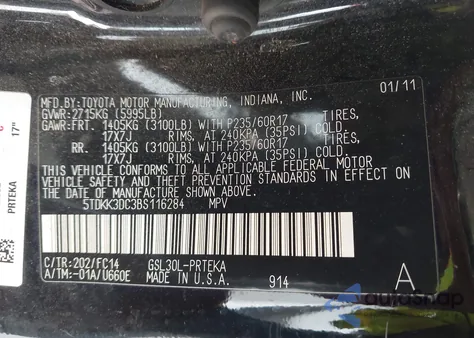 01/11
MFD.BY:TOYOTA MOTOR MANUFACTURING, INDIANA, INC.
GVWR:2715KG (5995LB)
GAWR:FRT. 1405KG (3100LB) WITH P235/60R17 TIRES,
17X7J RIMS, AT 240KPA (35PSI) COLD.
RR. 1405KG (3100LB) WITH P235/60R17 TIRES,
17X7J RIMS, AT 240KPA (35PSI) COLD.
THIS VEHICLE CONFORMS TO ALL APPLICABLE FEDERAL MOTOR
VEHICLE SAFETY STANDARDS IN EFFECT ON
THE DATE OF MANUFACTURE SHOWN ABOVE.
5TDKK3DC3BS116284 MPV
C/TR:202/FC14 GSL30L-PRTEKA
A/TM:-01A/U660E MADE IN U.S.A. 914 A
PRTEKA
17"
AutoSnap